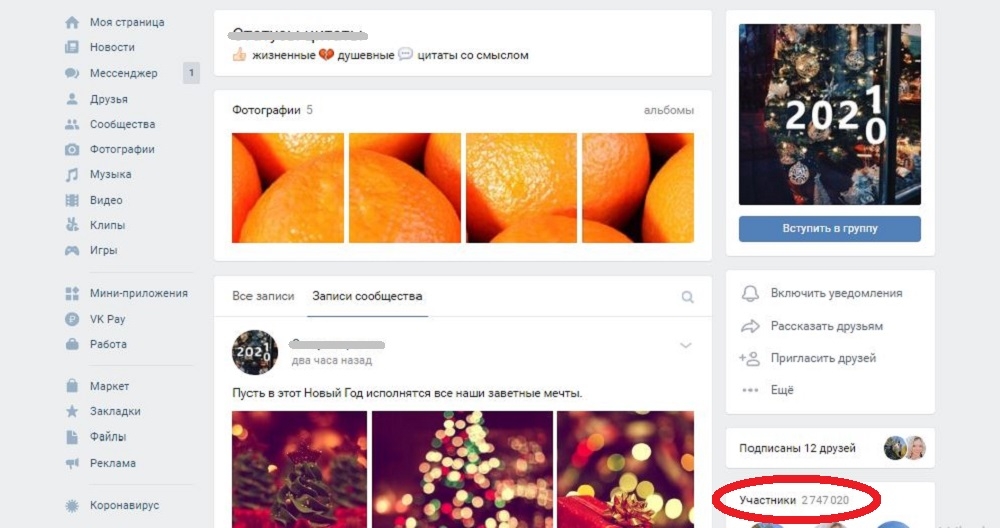 Моя страница
Новости
Мессенджер 1
Друзья
Сообщества
Фотографии
Музыка
Видео
Клипы
Игры
Мини-приложения
VK Pay
Работа
Маркет
Закладки
Файлы
Реклама
Коронавирус
👍 жизненные 💔 душевные 💬 цитаты со смыслом
Фотографии 5 альбомы
Все записи Записи сообщества
2021
0
два часа назад
Пусть в этот Новый Год исполнятся все наши заветные мечты.
2021
0
Вступить в группу
Включить уведомления
Рассказать друзьям
Пригласить друзей
Ещё
Подписаны 12 друзей
Участники 2 747 020